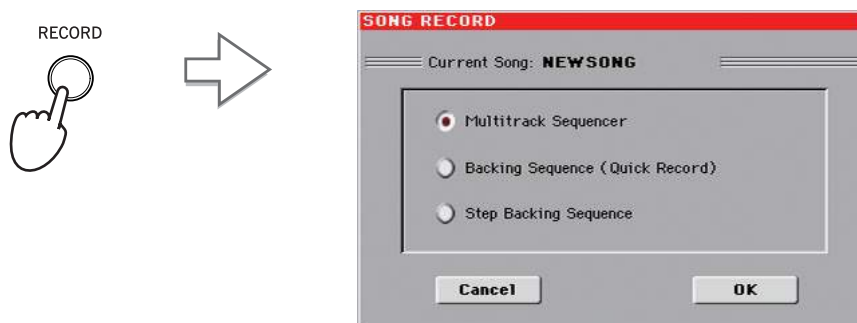 RECORD
SONG RECORD
Current Song: NEWSONG
Multitrack Sequencer
Backing Sequence (Quick Record)
Step Backing Sequence
Cancel
OK